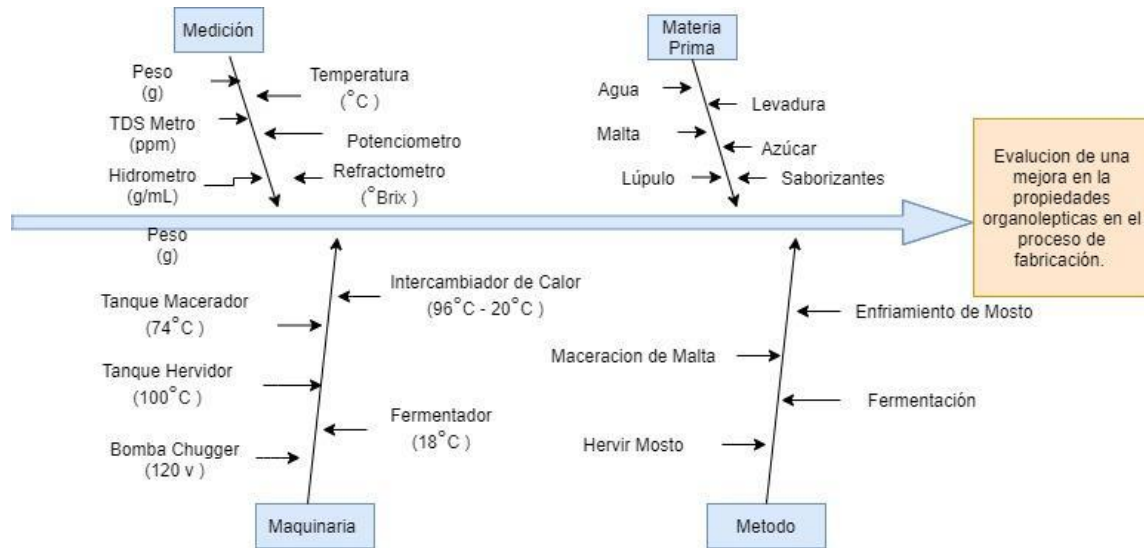 Medición
Peso
(g)
Temperatura
(°C )
TDS Metro
(ppm)
Potenciometro
Hidrometro
(g/mL)
Refractometro
(°Brix )
Materia
Prima
Agua
Levadura
Malta
Azúcar
Lúpulo
Saborizantes
Evalucion de una
mejora en la
propiedades
organolepticas en el
proceso de
fabricación.
Peso
(g)
Intercambiador de Calor
(96°C - 20°C )
Tanque Macerador
(74°C )
Tanque Hervidor
(100°C )
Fermentador
(18°C )
Bomba Chugger
(120 v )
Maquinaria
Enfriamiento de Mosto
Maceracion de Malta
Fermentación
Hervir Mosto
Metodo